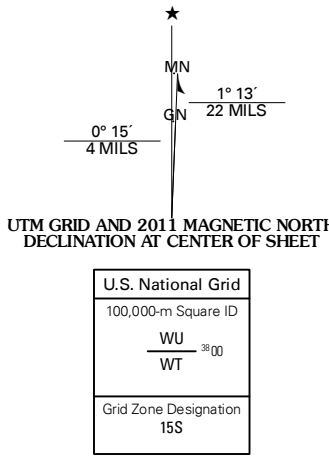 ★
MN
1° 13´
22 MILS
GN
0° 15´
4 MILS
UTM GRID AND 2011 MAGNETIC NORTH
DECLINATION AT CENTER OF SHEET
U.S. National Grid
100,000-m Square ID
WU
3800
WT
Grid Zone Designation
15S